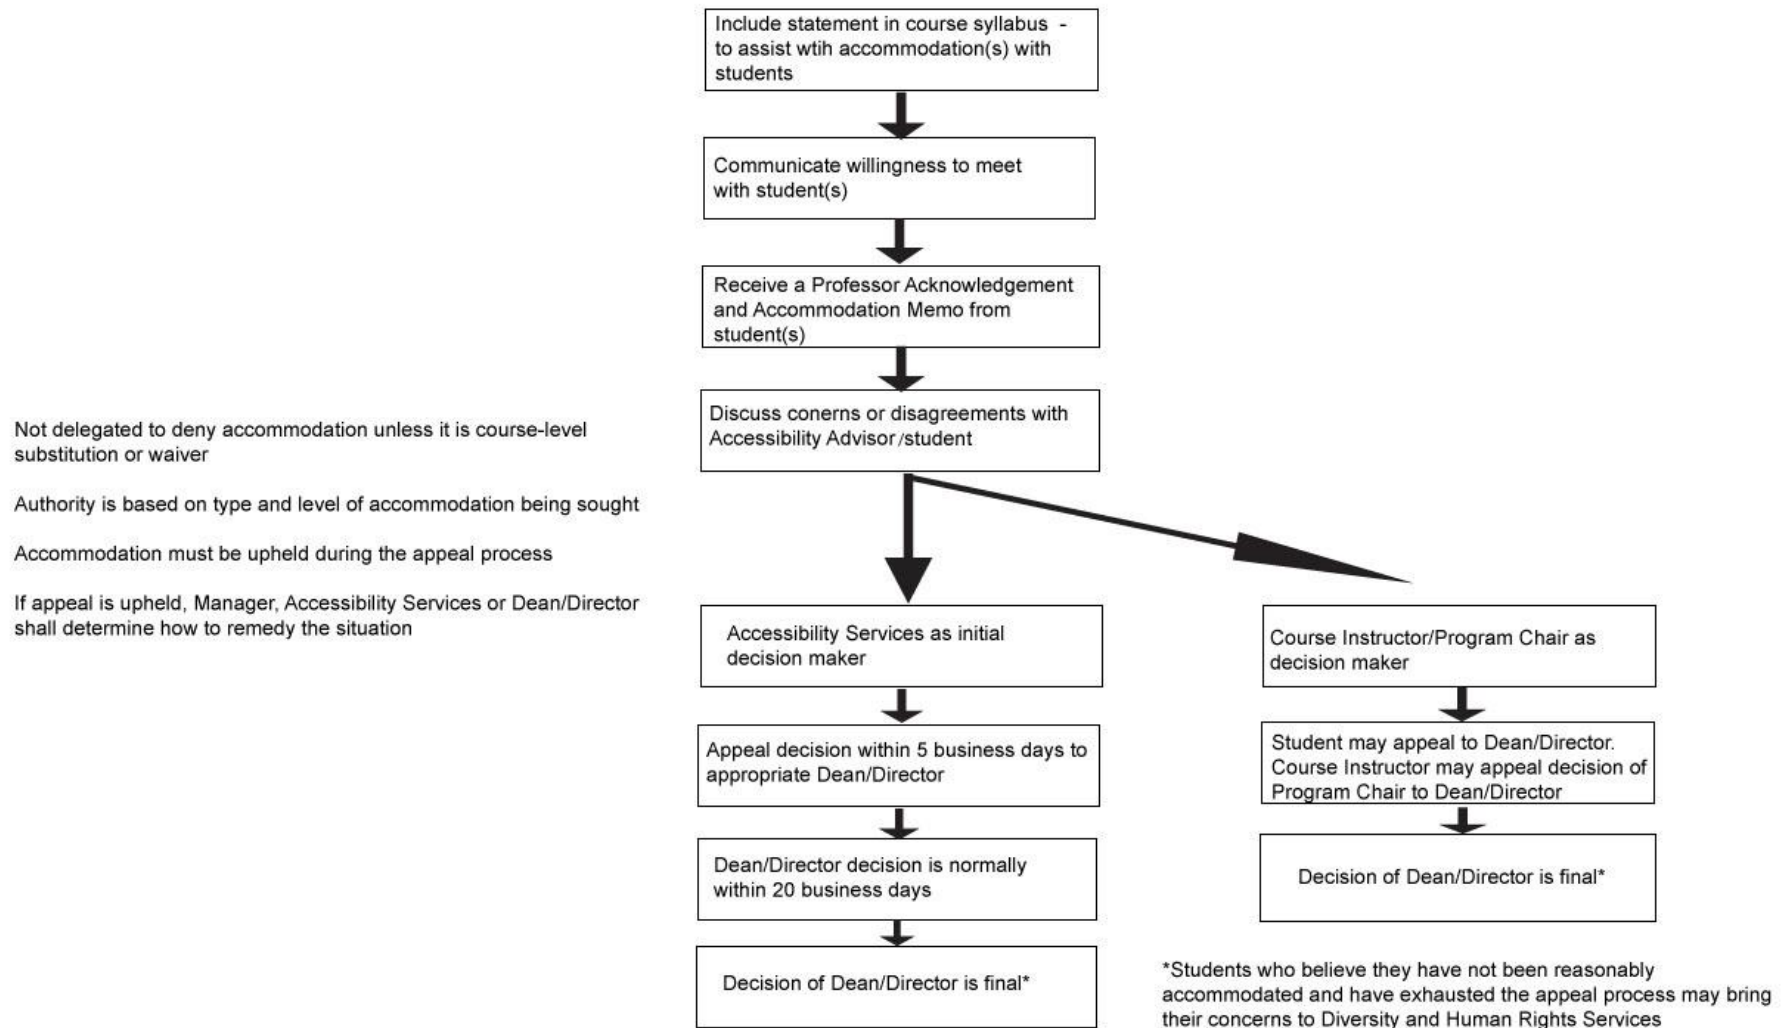 Include statement in course syllabus -
to assist wtih accommodation(s) with
students
Communicate willingness to meet
with student(s)
Receive a Professor Acknowledgement
and Accommodation Memo from
student(s)
Discuss conerns or disagreements with
Accessibility Advisor/student
Not delegated to deny accommodation unless it is course-level
substitution or waiver
Authority is based on type and level of accommodation being sought
Accommodation must be upheld during the appeal process
If appeal is upheld, Manager, Accessibility Services or Dean/Director
shall determine how to remedy the situation
Accessibility Services as initial
decision maker
Appeal decision within 5 business days to
appropriate Dean/Director
Dean/Director decision is normally
within 20 business days
Decision of Dean/Director is final*
Course Instructor/Program Chair as
decision maker
Student may appeal to Dean/Director.
Course Instructor may appeal decision of
Program Chair to Dean/Director
Decision of Dean/Director is final*
*Students who believe they have not been reasonably
accommodated and have exhausted the appeal process may bring
their concerns to Diversity and Human Rights Services